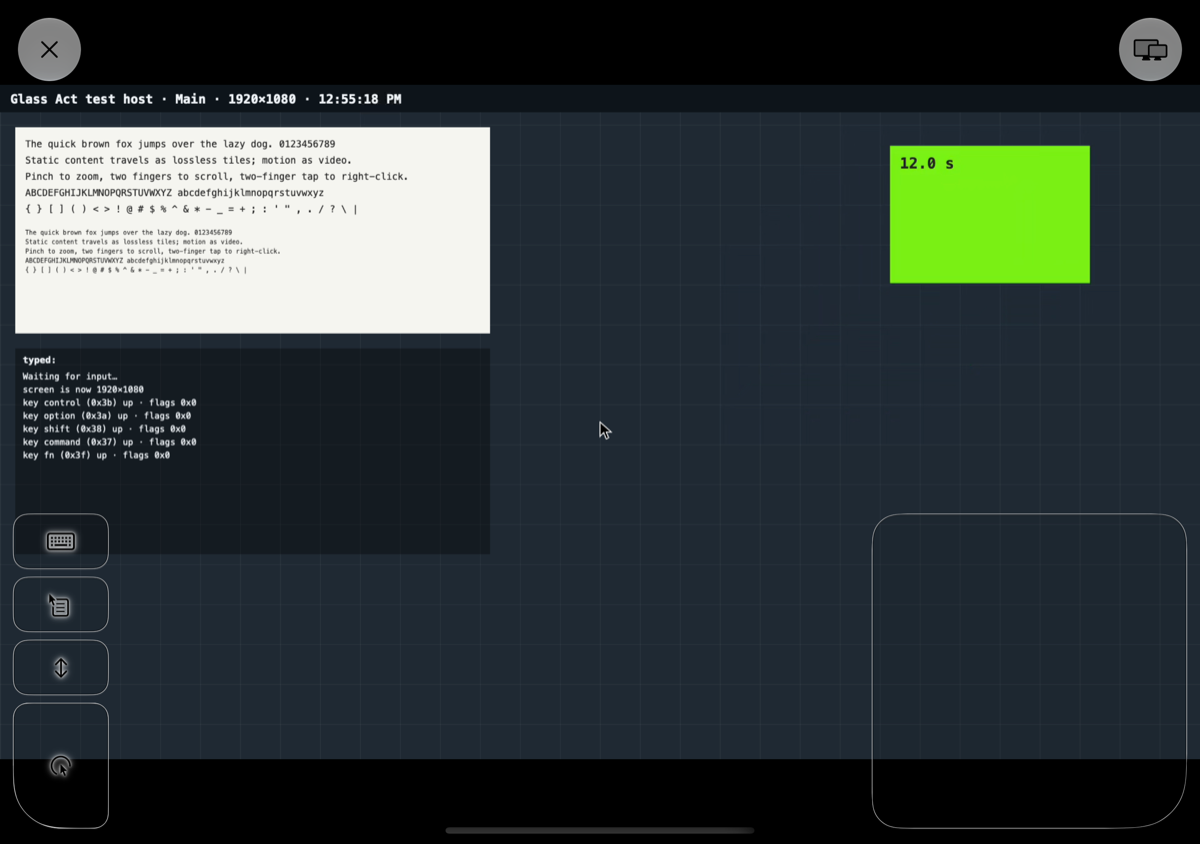 Glass Act test host · Main · 1920×1080 · 12:55:18 PM
The quick brown fox jumps over the lazy dog. 0123456789
Static content travels as lossless tiles; motion as video.
Pinch to zoom, two fingers to scroll, two-finger tap to right-click.
ABCDEFGHIJKLMNOPQRSTUVWXYZ abcdefghijklmnopqrstuvwxyz
{ } [ ] ( ) < > ! @ # $ % ^ & * - _ = + ; : ' " , . / ? \ |
The quick brown fox jumps over the lazy dog. 0123456789
Static content travels as lossless tiles; motion as video.
Pinch to zoom, two fingers to scroll, two-finger tap to right-click.
ABCDEFGHIJKLMNOPQRSTUVWXYZ abcdefghijklmnopqrstuvwxyz
{ } [ ] ( ) < > ! @ # $ % ^ & * - _ = + ; : ' " , . / ? \ |
12.0 s
typed:
Waiting for input…
screen is now 1920×1080
key control (0x3b) up · flags 0x0
key option (0x3a) up · flags 0x0
key shift (0x38) up · flags 0x0
key command (0x37) up · flags 0x0
key fn (0x3f) up · flags 0x0